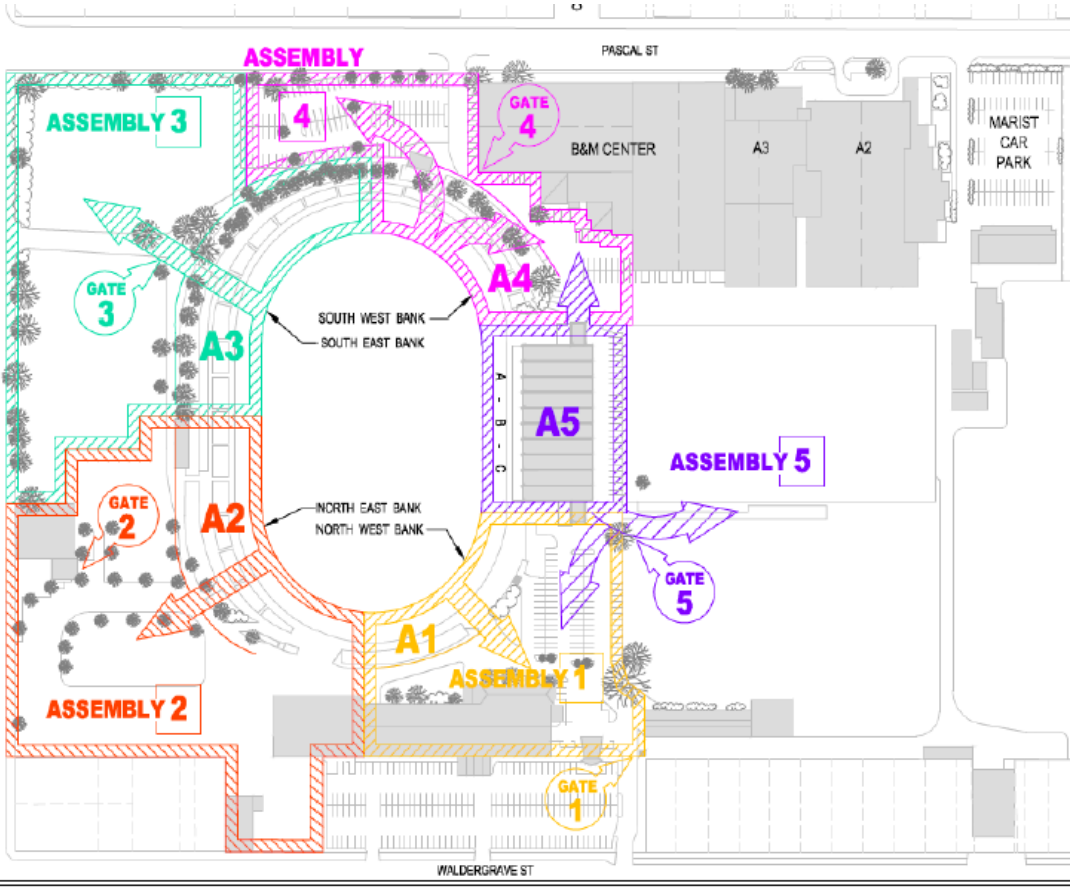 PASCAL ST
ASSEMBLY
4
ASSEMBLY 3
GATE
4
B&M CENTER
A3
A2
MARIST
CAR
PARK
GATE
3
A4
SOUTH WEST BANK
SOUTH EAST BANK
A3
A - B - C
A5
ASSEMBLY 5
GATE
2
A2
NORTH EAST BANK
NORTH WEST BANK
GATE
5
A1
ASSEMBLY 1
ASSEMBLY 2
GATE
1
WALDERGRAVE ST